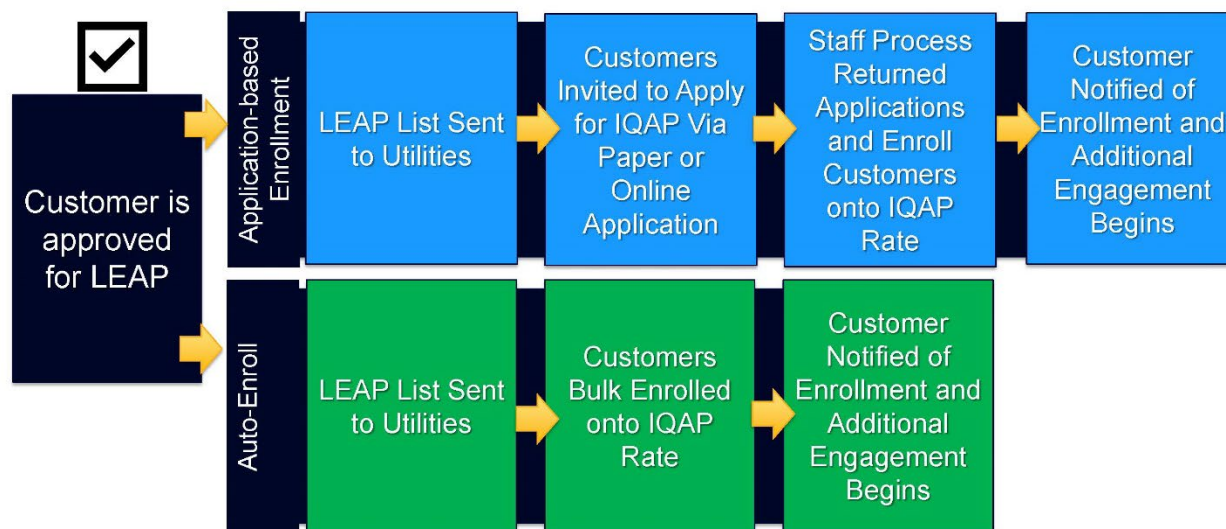 Customer is
approved
for LEAP
Application-based
Enrollment
LEAP List Sent
to Utilities
Customers
Invited to Apply
for IQAP Via
Paper or
Online
Application
Staff Process
Returned
Applications
and Enroll
Customers
onto IQAP
Rate
Customer
Notified of
Enrollment and
Additional
Engagement
Begins
Auto-Enroll
LEAP List Sent
to Utilities
Customers
Bulk Enrolled
onto IQAP
Rate
Customer
Notified of
Enrollment and
Additional
Engagement
Begins